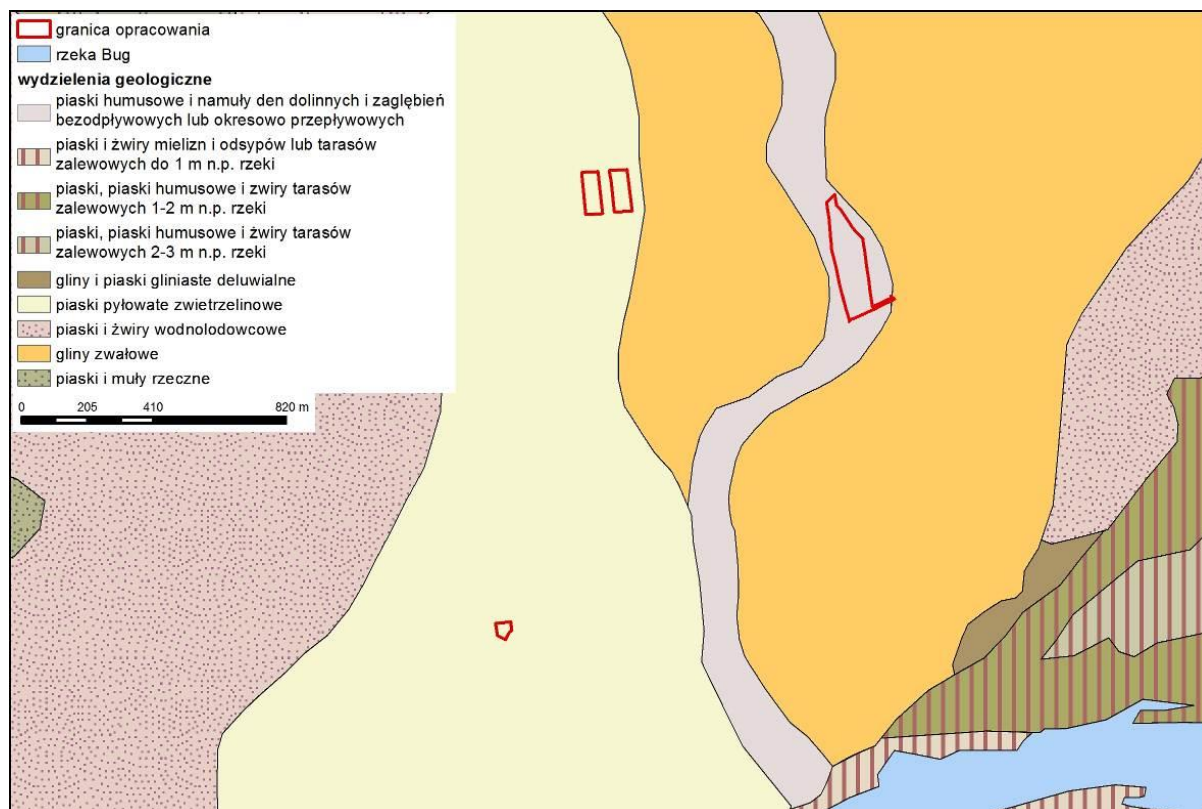 granica opracowania
rzeka Bug
wydzielenia geologiczne
piaski humusowe i namuły den dolinnych i zagłębień
bezodpływowych lub okresowo przepływowych
piaski i żwiry mielizn i odsypów lub tarasów
zalewowych do 1 m n.p. rzeki
piaski, piaski humusowe i zwiry tarasów
zalewowych 1-2 m n.p. rzeki
piaski, piaski humusowe i żwiry tarasów
zalewowych 2-3 m n.p. rzeki
gliny i piaski gliniaste deluwialne
piaski pyłowate zwietrzelinowe
piaski i żwiry wodnolodowcowe
gliny zwałowe
piaski i muły rzeczne
0 205 410 820 m